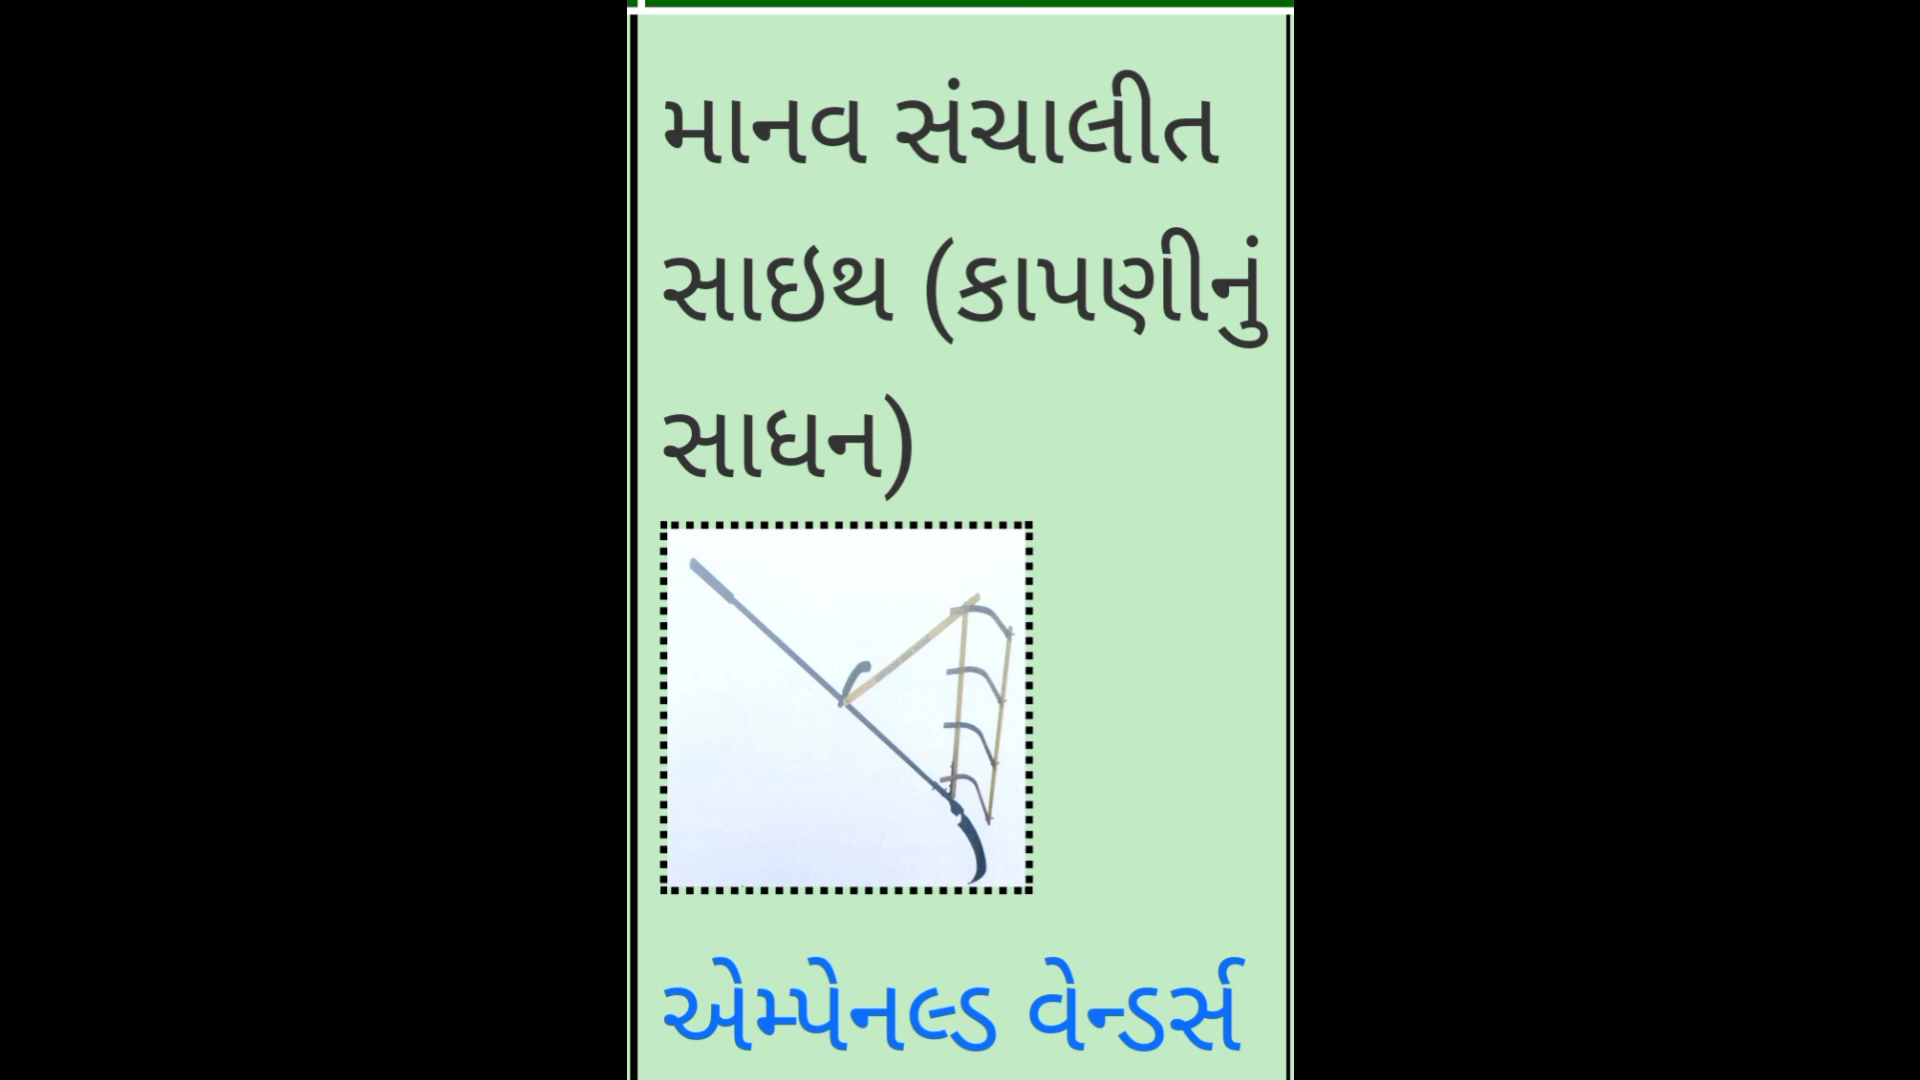 માનવ સંચાલીત
સાઇથ (કાપણીનું
સાધન)
એમ્પેનલ્ડ વેન્ડર્સ